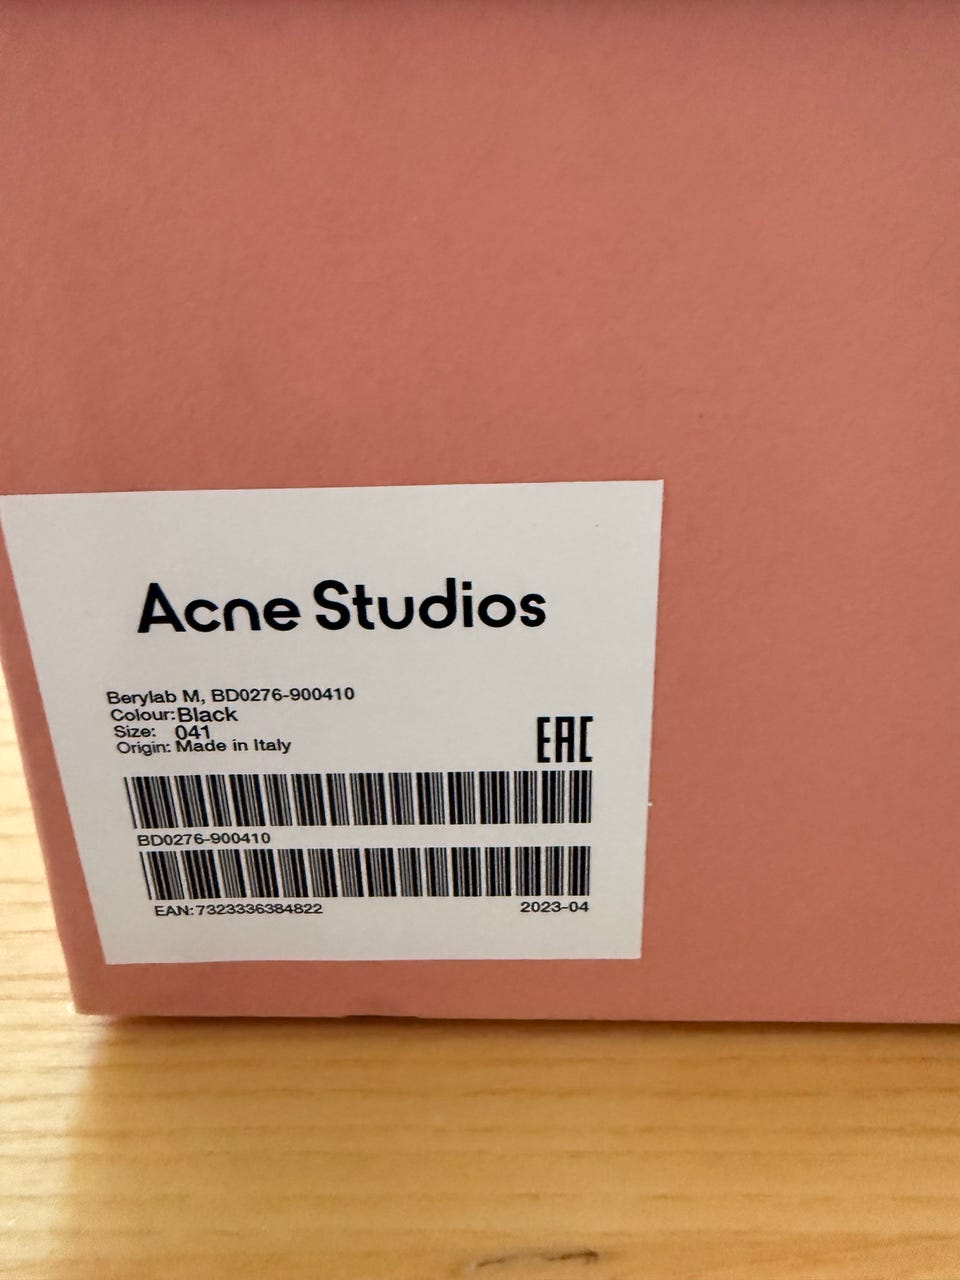 Acne Studios
Berylab M, BD0276-900410
Colour: Black
Size: 041
Origin: Made in Italy
EAC
BD0276-900410
EAN: 7323336384822
2023-04